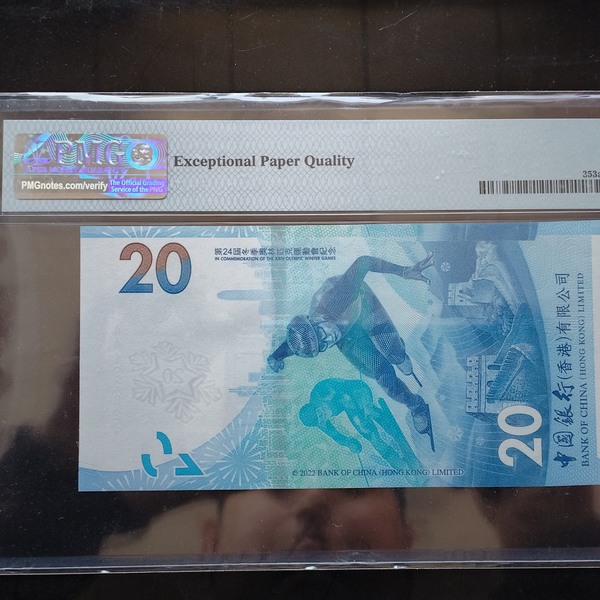 PMG
Exceptional Paper Quality
PMGnotes.com/verify
The Official Grading
Service of the PNG
353a
20
第24屆冬季奧林匹克運動會紀念
IN COMMEMORATION OF THE XXIV OLYMPIC WINTER GAMES
中國銀行(香港)有限公司
BANK OF CHINA (HONG KONG) LIMITED
20
© 2022 BANK OF CHINA (HONG KONG) LIMITED